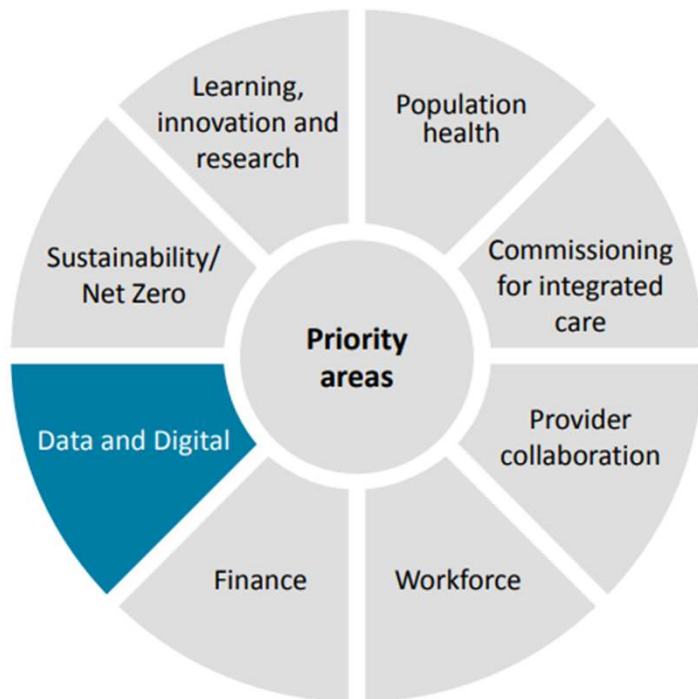 Learning,
innovation and
research
Population
health
Sustainability/
Net Zero
Commissioning
for integrated
care
Priority
areas
Data and Digital
Provider
collaboration
Finance
Workforce